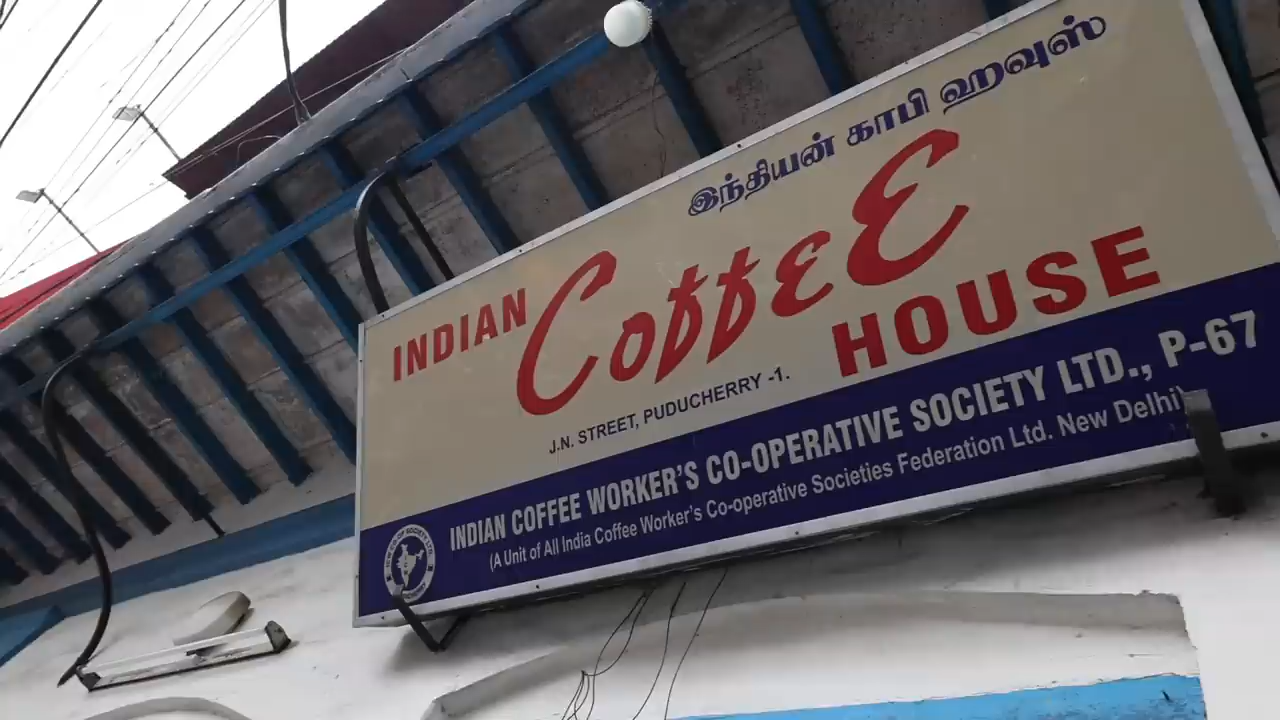 இந்தியன் காபி ஹவுஸ்
INDIAN CoffeE HOUSE
J.N. STREET, PUDUCHERRY -1.
INDIAN COFFEE WORKER'S CO-OPERATIVE SOCIETY LTD., P-67
(A Unit of All India Coffee Worker's Co-operative Societies Federation Ltd. New Delhi)